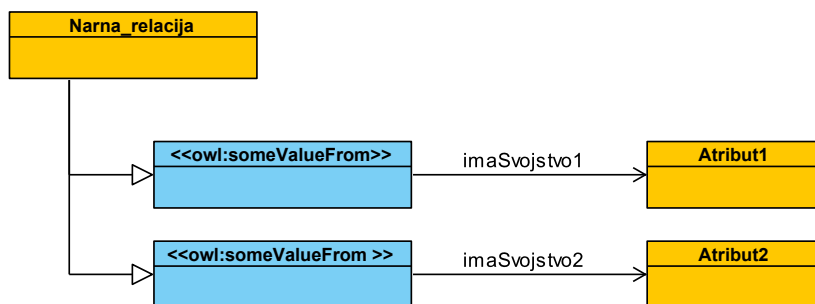 Narna_relacija
<<owl:someValueFrom>>
imaSvojstvo1
Atribut1
<<owl:someValueFrom >>
imaSvojstvo2
Atribut2